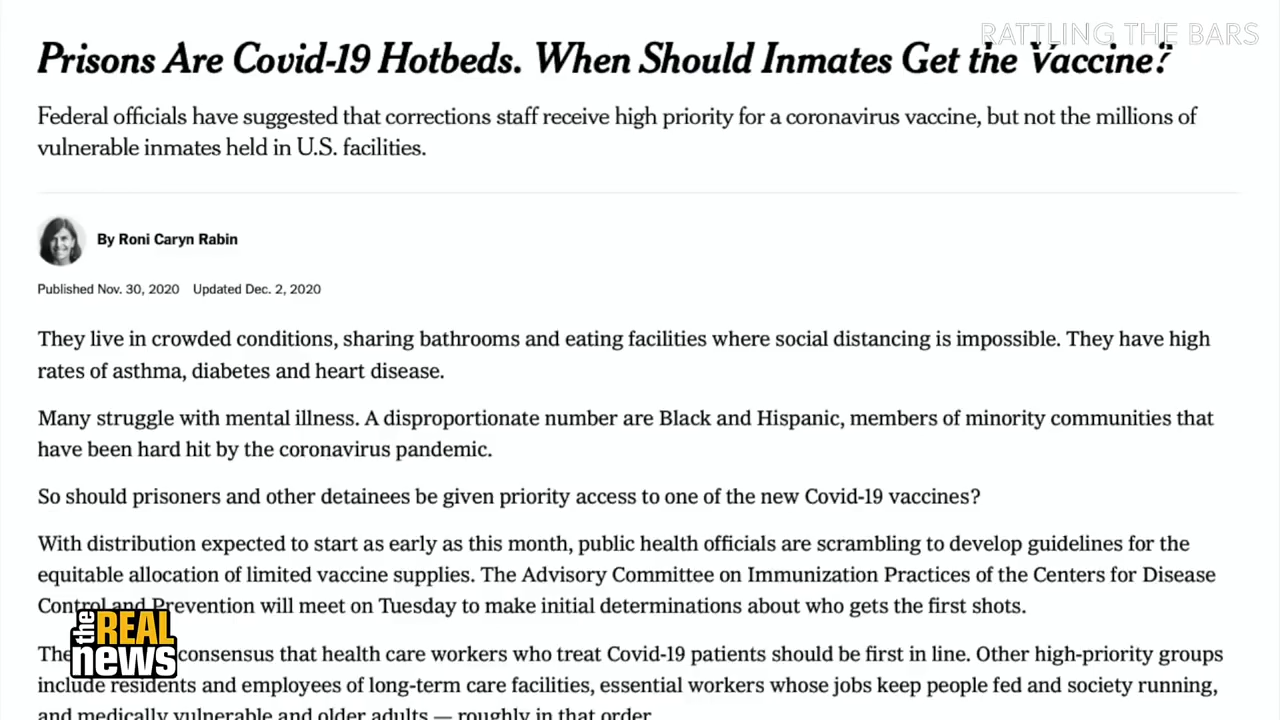 RATTLING THE BARS
Prisons Are Covid-19 Hotbeds. When Should Inmates Get the Vaccine?
Federal officials have suggested that corrections staff receive high priority for a coronavirus vaccine, but not the millions of
vulnerable inmates held in U.S. facilities.
By Roni Caryn Rabin
Published Nov. 30, 2020 Updated Dec. 2, 2020
They live in crowded conditions, sharing bathrooms and eating facilities where social distancing is impossible. They have high
rates of asthma, diabetes and heart disease.
Many struggle with mental illness. A disproportionate number are Black and Hispanic, members of minority communities that
have been hard hit by the coronavirus pandemic.
So should prisoners and other detainees be given priority access to one of the new Covid-19 vaccines?
With distribution expected to start as early as this month, public health officials are scrambling to develop guidelines for the
equitable allocation of limited vaccine supplies. The Advisory Committee on Immunization Practices of the Centers for Disease
Control and Prevention will meet on Tuesday to make initial determinations about who gets the first shots.
The consensus that health care workers who treat Covid-19 patients should be first in line. Other high-priority groups
include residents and employees of long-term care facilities, essential workers whose jobs keep people fed and society running,
and medically vulnerable and older adults — roughly in that order.
the REAL
news